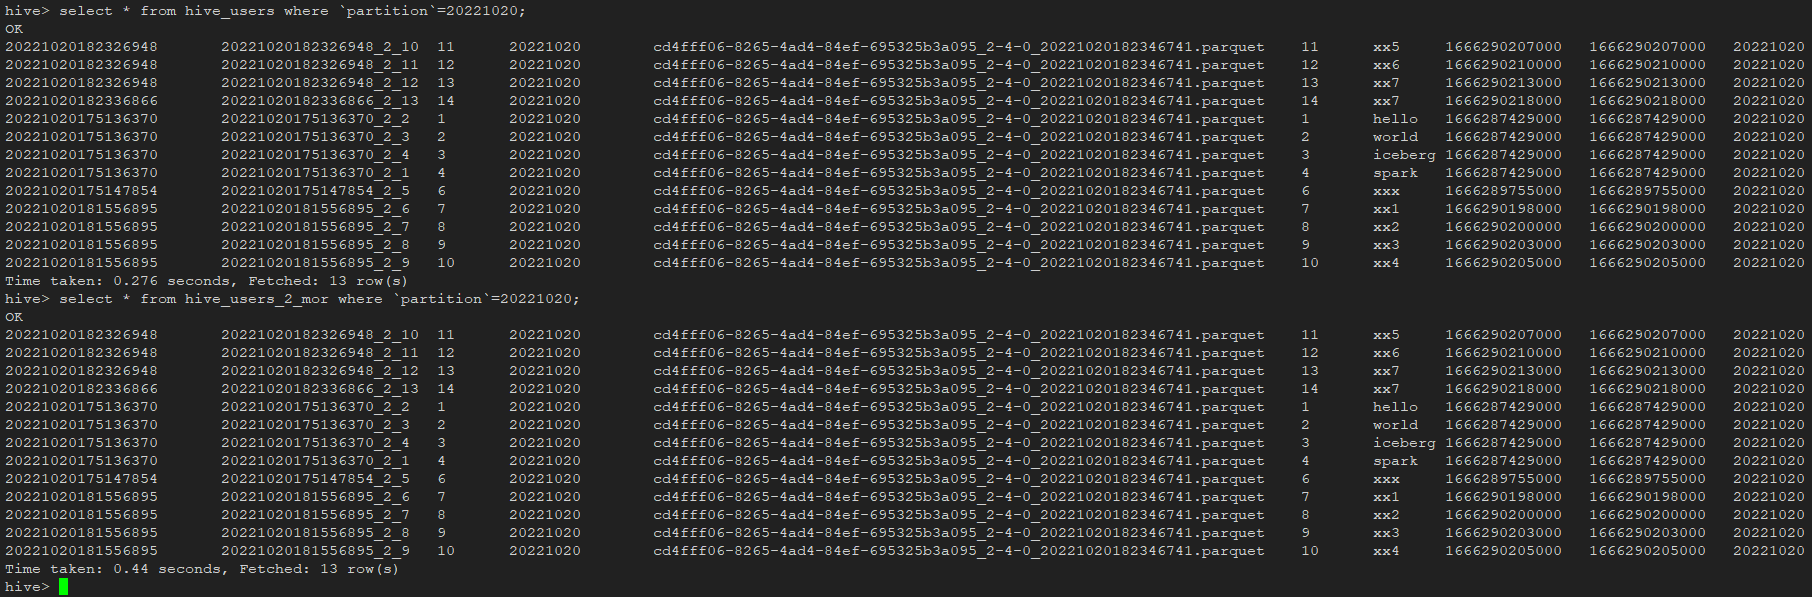 hive> select * from hive_users where `partition`=20221020;
OK
20221020182326948 20221020182326948_2_10 11 20221020 cd4fff06-8265-4ad4-84ef-695325b3a095_2-4-0_20221020182346741.parquet 11 xx5 1666290207000 1666290207000 20221020
20221020182326948 20221020182326948_2_11 12 20221020 cd4fff06-8265-4ad4-84ef-695325b3a095_2-4-0_20221020182346741.parquet 12 xx6 1666290210000 1666290210000 20221020
20221020182326948 20221020182326948_2_12 13 20221020 cd4fff06-8265-4ad4-84ef-695325b3a095_2-4-0_20221020182346741.parquet 13 xx7 1666290213000 1666290213000 20221020
20221020182336866 20221020182336866_2_13 14 20221020 cd4fff06-8265-4ad4-84ef-695325b3a095_2-4-0_20221020182346741.parquet 14 xx7 1666290218000 1666290218000 20221020
20221020175136370 20221020175136370_2_2 1 20221020 cd4fff06-8265-4ad4-84ef-695325b3a095_2-4-0_20221020182346741.parquet 1 hello 1666287429000 1666287429000 20221020
20221020175136370 20221020175136370_2_3 2 20221020 cd4fff06-8265-4ad4-84ef-695325b3a095_2-4-0_20221020182346741.parquet 2 world 1666287429000 1666287429000 20221020
20221020175136370 20221020175136370_2_4 3 20221020 cd4fff06-8265-4ad4-84ef-695325b3a095_2-4-0_20221020182346741.parquet 3 iceberg 1666287429000 1666287429000 20221020
20221020175136370 20221020175136370_2_1 4 20221020 cd4fff06-8265-4ad4-84ef-695325b3a095_2-4-0_20221020182346741.parquet 4 spark 1666287429000 1666287429000 20221020
20221020175147854 20221020175147854_2_5 6 20221020 cd4fff06-8265-4ad4-84ef-695325b3a095_2-4-0_20221020182346741.parquet 6 xxx 1666289755000 1666289755000 20221020
20221020181556895 20221020181556895_2_6 7 20221020 cd4fff06-8265-4ad4-84ef-695325b3a095_2-4-0_20221020182346741.parquet 7 xx1 1666290198000 1666290198000 20221020
20221020181556895 20221020181556895_2_7 8 20221020 cd4fff06-8265-4ad4-84ef-695325b3a095_2-4-0_20221020182346741.parquet 8 xx2 1666290200000 1666290200000 20221020
20221020181556895 20221020181556895_2_8 9 20221020 cd4fff06-8265-4ad4-84ef-695325b3a095_2-4-0_20221020182346741.parquet 9 xx3 1666290203000 1666290203000 20221020
20221020181556895 20221020181556895_2_9 10 20221020 cd4fff06-8265-4ad4-84ef-695325b3a095_2-4-0_20221020182346741.parquet 10 xx4 1666290205000 1666290205000 20221020
Time taken: 0.276 seconds, Fetched: 13 row(s)
hive> select * from hive_users_2_mor where `partition`=20221020;
OK
20221020182326948 20221020182326948_2_10 11 20221020 cd4fff06-8265-4ad4-84ef-695325b3a095_2-4-0_20221020182346741.parquet 11 xx5 1666290207000 1666290207000 20221020
20221020182326948 20221020182326948_2_11 12 20221020 cd4fff06-8265-4ad4-84ef-695325b3a095_2-4-0_20221020182346741.parquet 12 xx6 1666290210000 1666290210000 20221020
20221020182326948 20221020182326948_2_12 13 20221020 cd4fff06-8265-4ad4-84ef-695325b3a095_2-4-0_20221020182346741.parquet 13 xx7 1666290213000 1666290213000 20221020
20221020182336866 20221020182336866_2_13 14 20221020 cd4fff06-8265-4ad4-84ef-695325b3a095_2-4-0_20221020182346741.parquet 14 xx7 1666290218000 1666290218000 20221020
20221020175136370 20221020175136370_2_2 1 20221020 cd4fff06-8265-4ad4-84ef-695325b3a095_2-4-0_20221020182346741.parquet 1 hello 1666287429000 1666287429000 20221020
20221020175136370 20221020175136370_2_3 2 20221020 cd4fff06-8265-4ad4-84ef-695325b3a095_2-4-0_20221020182346741.parquet 2 world 1666287429000 1666287429000 20221020
20221020175136370 20221020175136370_2_4 3 20221020 cd4fff06-8265-4ad4-84ef-695325b3a095_2-4-0_20221020182346741.parquet 3 iceberg 1666287429000 1666287429000 20221020
20221020175136370 20221020175136370_2_1 4 20221020 cd4fff06-8265-4ad4-84ef-695325b3a095_2-4-0_20221020182346741.parquet 4 spark 1666287429000 1666287429000 20221020
20221020175147854 20221020175147854_2_5 6 20221020 cd4fff06-8265-4ad4-84ef-695325b3a095_2-4-0_20221020182346741.parquet 6 xxx 1666289755000 1666289755000 20221020
20221020181556895 20221020181556895_2_6 7 20221020 cd4fff06-8265-4ad4-84ef-695325b3a095_2-4-0_20221020182346741.parquet 7 xx1 1666290198000 1666290198000 20221020
20221020181556895 20221020181556895_2_7 8 20221020 cd4fff06-8265-4ad4-84ef-695325b3a095_2-4-0_20221020182346741.parquet 8 xx2 1666290200000 1666290200000 20221020
20221020181556895 20221020181556895_2_8 9 20221020 cd4fff06-8265-4ad4-84ef-695325b3a095_2-4-0_20221020182346741.parquet 9 xx3 1666290203000 1666290203000 20221020
20221020181556895 20221020181556895_2_9 10 20221020 cd4fff06-8265-4ad4-84ef-695325b3a095_2-4-0_20221020182346741.parquet 10 xx4 1666290205000 1666290205000 20221020
Time taken: 0.44 seconds, Fetched: 13 row(s)
hive>